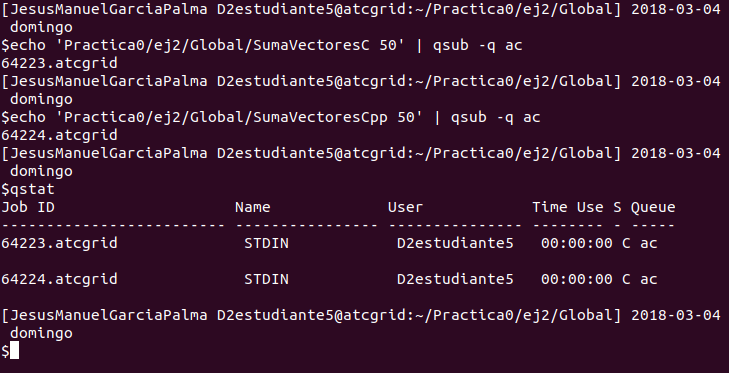 [JesusManuelGarciaPalma D2estudiante5@atcgrid:~/Practica0/ej2/Global] 2018-03-04
domingo
$echo 'Practica0/ej2/Global/SumaVectoresC 50' | qsub -q ac
64223.atcgrid
[JesusManuelGarciaPalma D2estudiante5@atcgrid:~/Practica0/ej2/Global] 2018-03-04
domingo
$echo 'Practica0/ej2/Global/SumaVectoresCpp 50' | qsub -q ac
64224.atcgrid
[JesusManuelGarciaPalma D2estudiante5@atcgrid:~/Practica0/ej2/Global] 2018-03-04
domingo
$qstat
Job ID                    Name             User            Time Use S Queue
------------------------- ---------------- --------------- -------- - -----
64223.atcgrid              STDIN            D2estudiante5   00:00:00 C ac
64224.atcgrid              STDIN            D2estudiante5   00:00:00 C ac
[JesusManuelGarciaPalma D2estudiante5@atcgrid:~/Practica0/ej2/Global] 2018-03-04
domingo
$